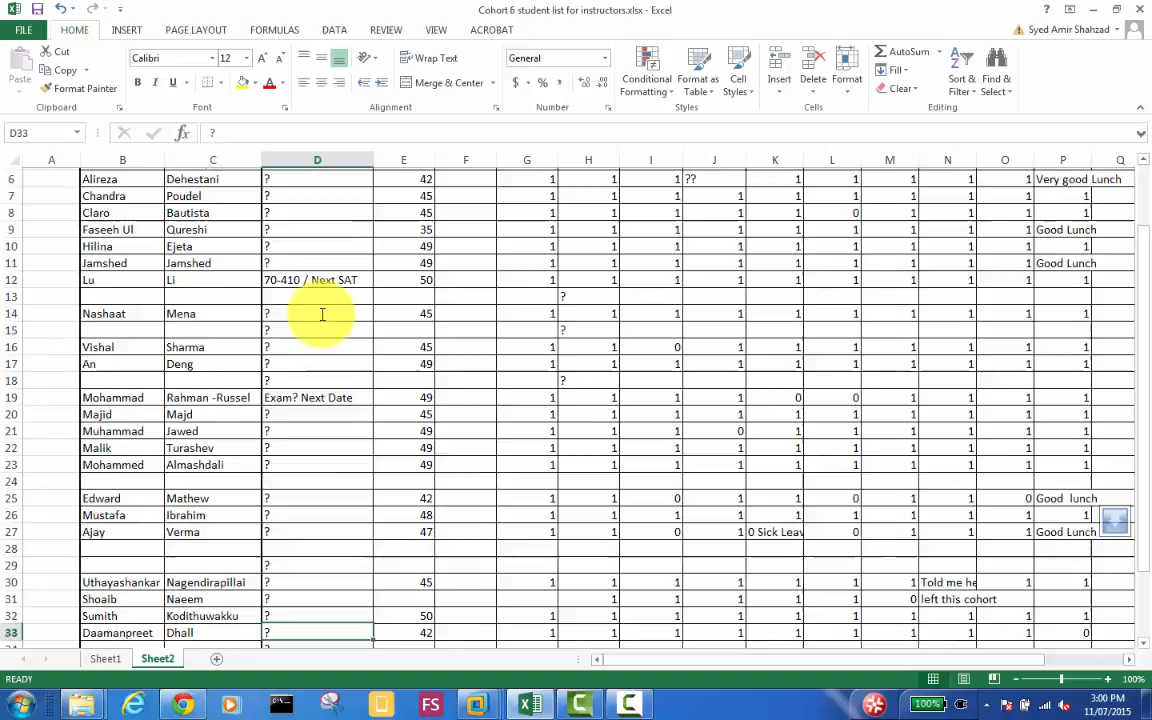 Cohort 6 student list for instructors.xlsx - Excel
FILE HOME INSERT PAGE LAYOUT FORMULAS DATA REVIEW VIEW ACROBAT Syed Amir Shahzad
Paste Cut Copy Format Painter Clipboard
Calibri 12 B I U Font
Wrap Text Merge & Center Alignment
General $ % , Number
Conditional Formatting Format as Table Cell Styles Styles
Insert Delete Format Cells
AutoSum Fill Clear Sort & Filter Find & Select Editing
D33 fx ?
A B C D E F G H I J K L M N O P Q
6 Alireza Dehestani ? 42 1 1 1 ?? 1 1 1 1 1 Very good Lunch
7 Chandra Poudel ? 45 1 1 1 1 1 1 1 1 1 1
8 Claro Bautista ? 45 1 1 1 1 1 0 1 1 1 1
9 Faseeh Ul Qureshi ? 35 1 1 1 1 1 1 1 1 1 Good Lunch
10 Hilina Ejeta ? 49 1 1 1 1 1 1 1 1 1 1
11 Jamshed Jamshed ? 49 1 1 1 1 1 1 1 1 1 Good Lunch
12 Lu Li 70-410 / Next SAT 50 1 1 1 1 1 1 1 1 1 1
13 ?
14 Nashaat Mena ? 45 1 1 1 1 1 1 1 1 1 1
15 ? ?
16 Vishal Sharma ? 45 1 1 0 1 1 1 1 1 1 1
17 An Deng ? 49 1 1 1 1 1 1 1 1 1 1
18 ? ?
19 Mohammad Rahman -Russel Exam? Next Date 49 1 1 1 1 0 0 1 1 1 1
20 Majid Majd ? 45 1 1 1 1 1 1 1 1 1 1
21 Muhammad Jawed ? 49 1 1 1 0 1 1 1 1 1 1
22 Malik Turashev ? 49 1 1 1 1 1 1 1 1 1 1
23 Mohammed Almashdali ? 49 1 1 1 1 1 1 1 1 1 1
24
25 Edward Mathew ? 42 1 1 0 1 1 0 1 1 0 Good lunch
26 Mustafa Ibrahim ? 48 1 1 1 1 1 1 1 1 1 1
27 Ajay Verma ? 47 1 1 0 1 0 Sick Leav 0 1 1 1 Good Lunch
28
29 ?
30 Uthayashankar Nagendirapillai ? 45 1 1 1 1 1 1 1 Told me he 1 1
31 Shoaib Naeem ? 1 1 1 1 1 0 left this cohort
32 Sumith Kodithuwakku ? 50 1 1 1 1 1 1 1 1 1 1
33 Daamanpreet Dhall ? 42 1 1 1 1 1 1 1 1 1 0
Sheet1 Sheet2
READY 100%
FS 100% 3:00 PM
11/07/2015